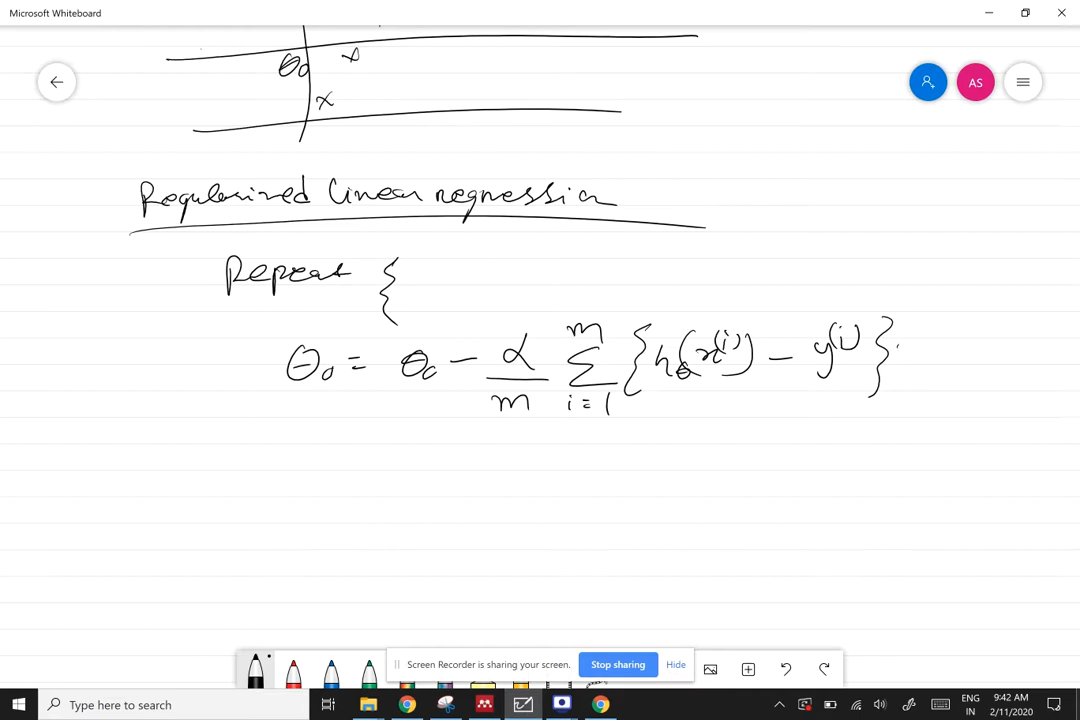 Microsoft Whiteboard
θ₀ x
x
AS
Regularized linear regression
Repeat {
θ₀ = θ₀ - α/m Σ_{i=1}^{m} {h_θ(x^(i)) - y^(i)}.
Screen Recorder is sharing your screen. Stop sharing Hide
Type here to search
ENG
IN
9:42 AM
2/11/2020